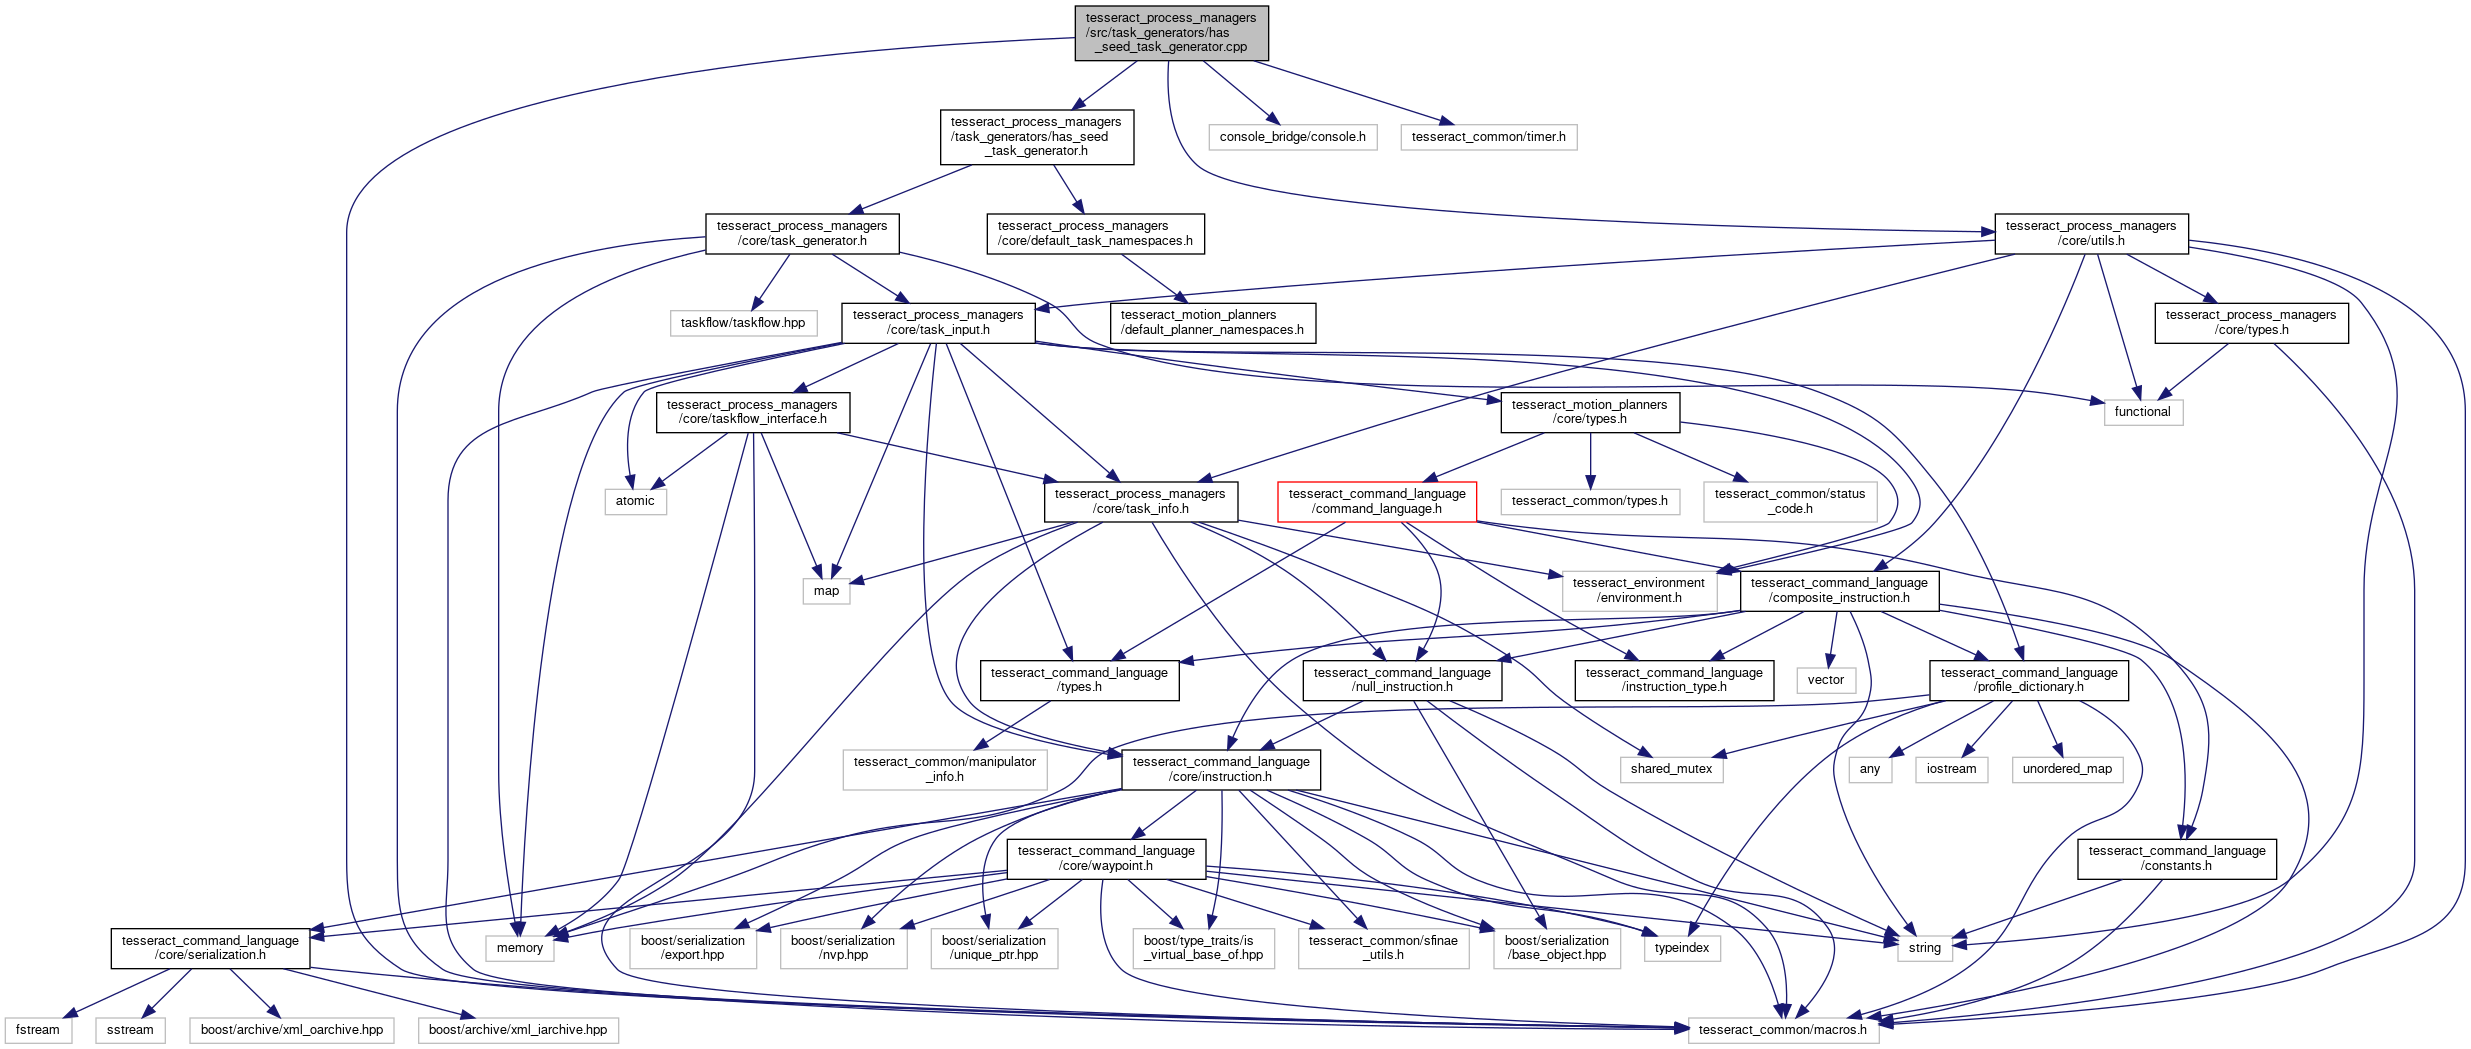 tesseract_process_managers
/src/task_generators/has
_seed_task_generator.cpp
tesseract_process_managers
/task_generators/has_seed
_task_generator.h
console_bridge/console.h
tesseract_common/timer.h
tesseract_process_managers
/core/task_generator.h
tesseract_process_managers
/core/default_task_namespaces.h
tesseract_process_managers
/core/utils.h
taskflow/taskflow.hpp
tesseract_process_managers
/core/task_input.h
tesseract_motion_planners
/default_planner_namespaces.h
tesseract_process_managers
/core/types.h
tesseract_process_managers
/core/taskflow_interface.h
tesseract_motion_planners
/core/types.h
functional
atomic
tesseract_process_managers
/core/task_info.h
tesseract_command_language
/command_language.h
tesseract_common/types.h
tesseract_common/status
_code.h
map
tesseract_environment
/environment.h
tesseract_command_language
/composite_instruction.h
tesseract_command_language
/types.h
tesseract_command_language
/null_instruction.h
tesseract_command_language
/instruction_type.h
vector
tesseract_command_language
/profile_dictionary.h
tesseract_common/manipulator
_info.h
tesseract_command_language
/core/instruction.h
shared_mutex
any
iostream
unordered_map
tesseract_command_language
/core/waypoint.h
tesseract_command_language
/constants.h
tesseract_command_language
/core/serialization.h
memory
boost/serialization
/export.hpp
boost/serialization
/nvp.hpp
boost/serialization
/unique_ptr.hpp
boost/type_traits/is
_virtual_base_of.hpp
tesseract_common/sfinae
_utils.h
boost/serialization
/base_object.hpp
typeindex
string
fstream
sstream
boost/archive/xml_oarchive.hpp
boost/archive/xml_iarchive.hpp
tesseract_common/macros.h